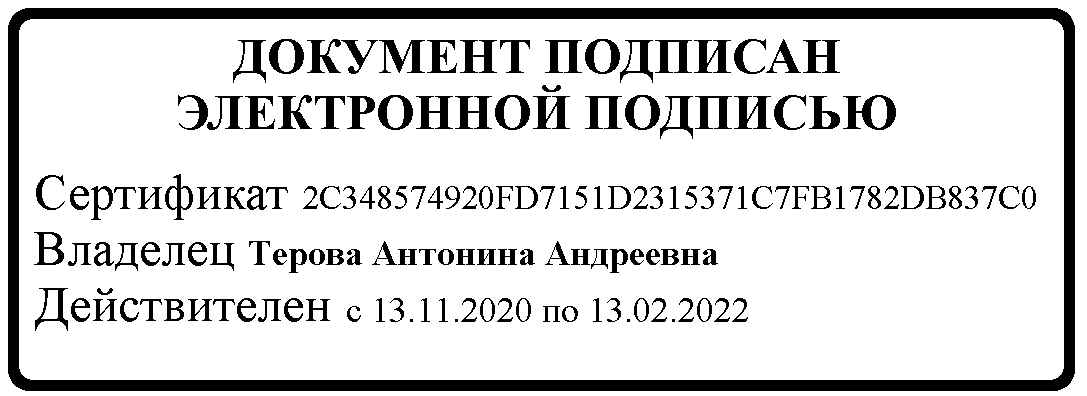 ДОКУМЕНТ ПОДПИСАН
ЭЛЕКТРОННОЙ ПОДПИСЬЮ
Сертификат 2C348574920FD7151D2315371C7FB1782DB837C0
Владелец Терова Антонина Андреевна
Действителен с 13.11.2020 по 13.02.2022